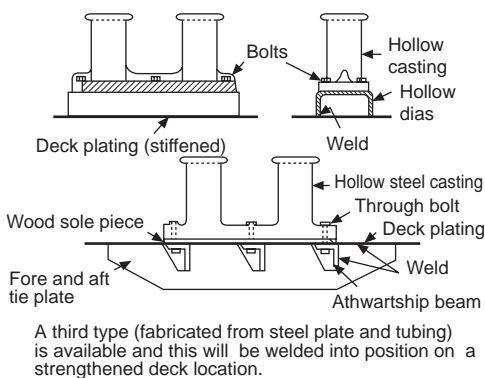 Bolts
Hollow
casting
Hollow
dias
Deck plating (stiffened)
Weld
Hollow steel casting
Through bolt
Wood sole piece
Deck plating
Fore and aft
tie plate
Weld
Athwartship beam
A third type (fabricated from steel plate and tubing)
is available and this will be welded into position on a
strengthened deck location.